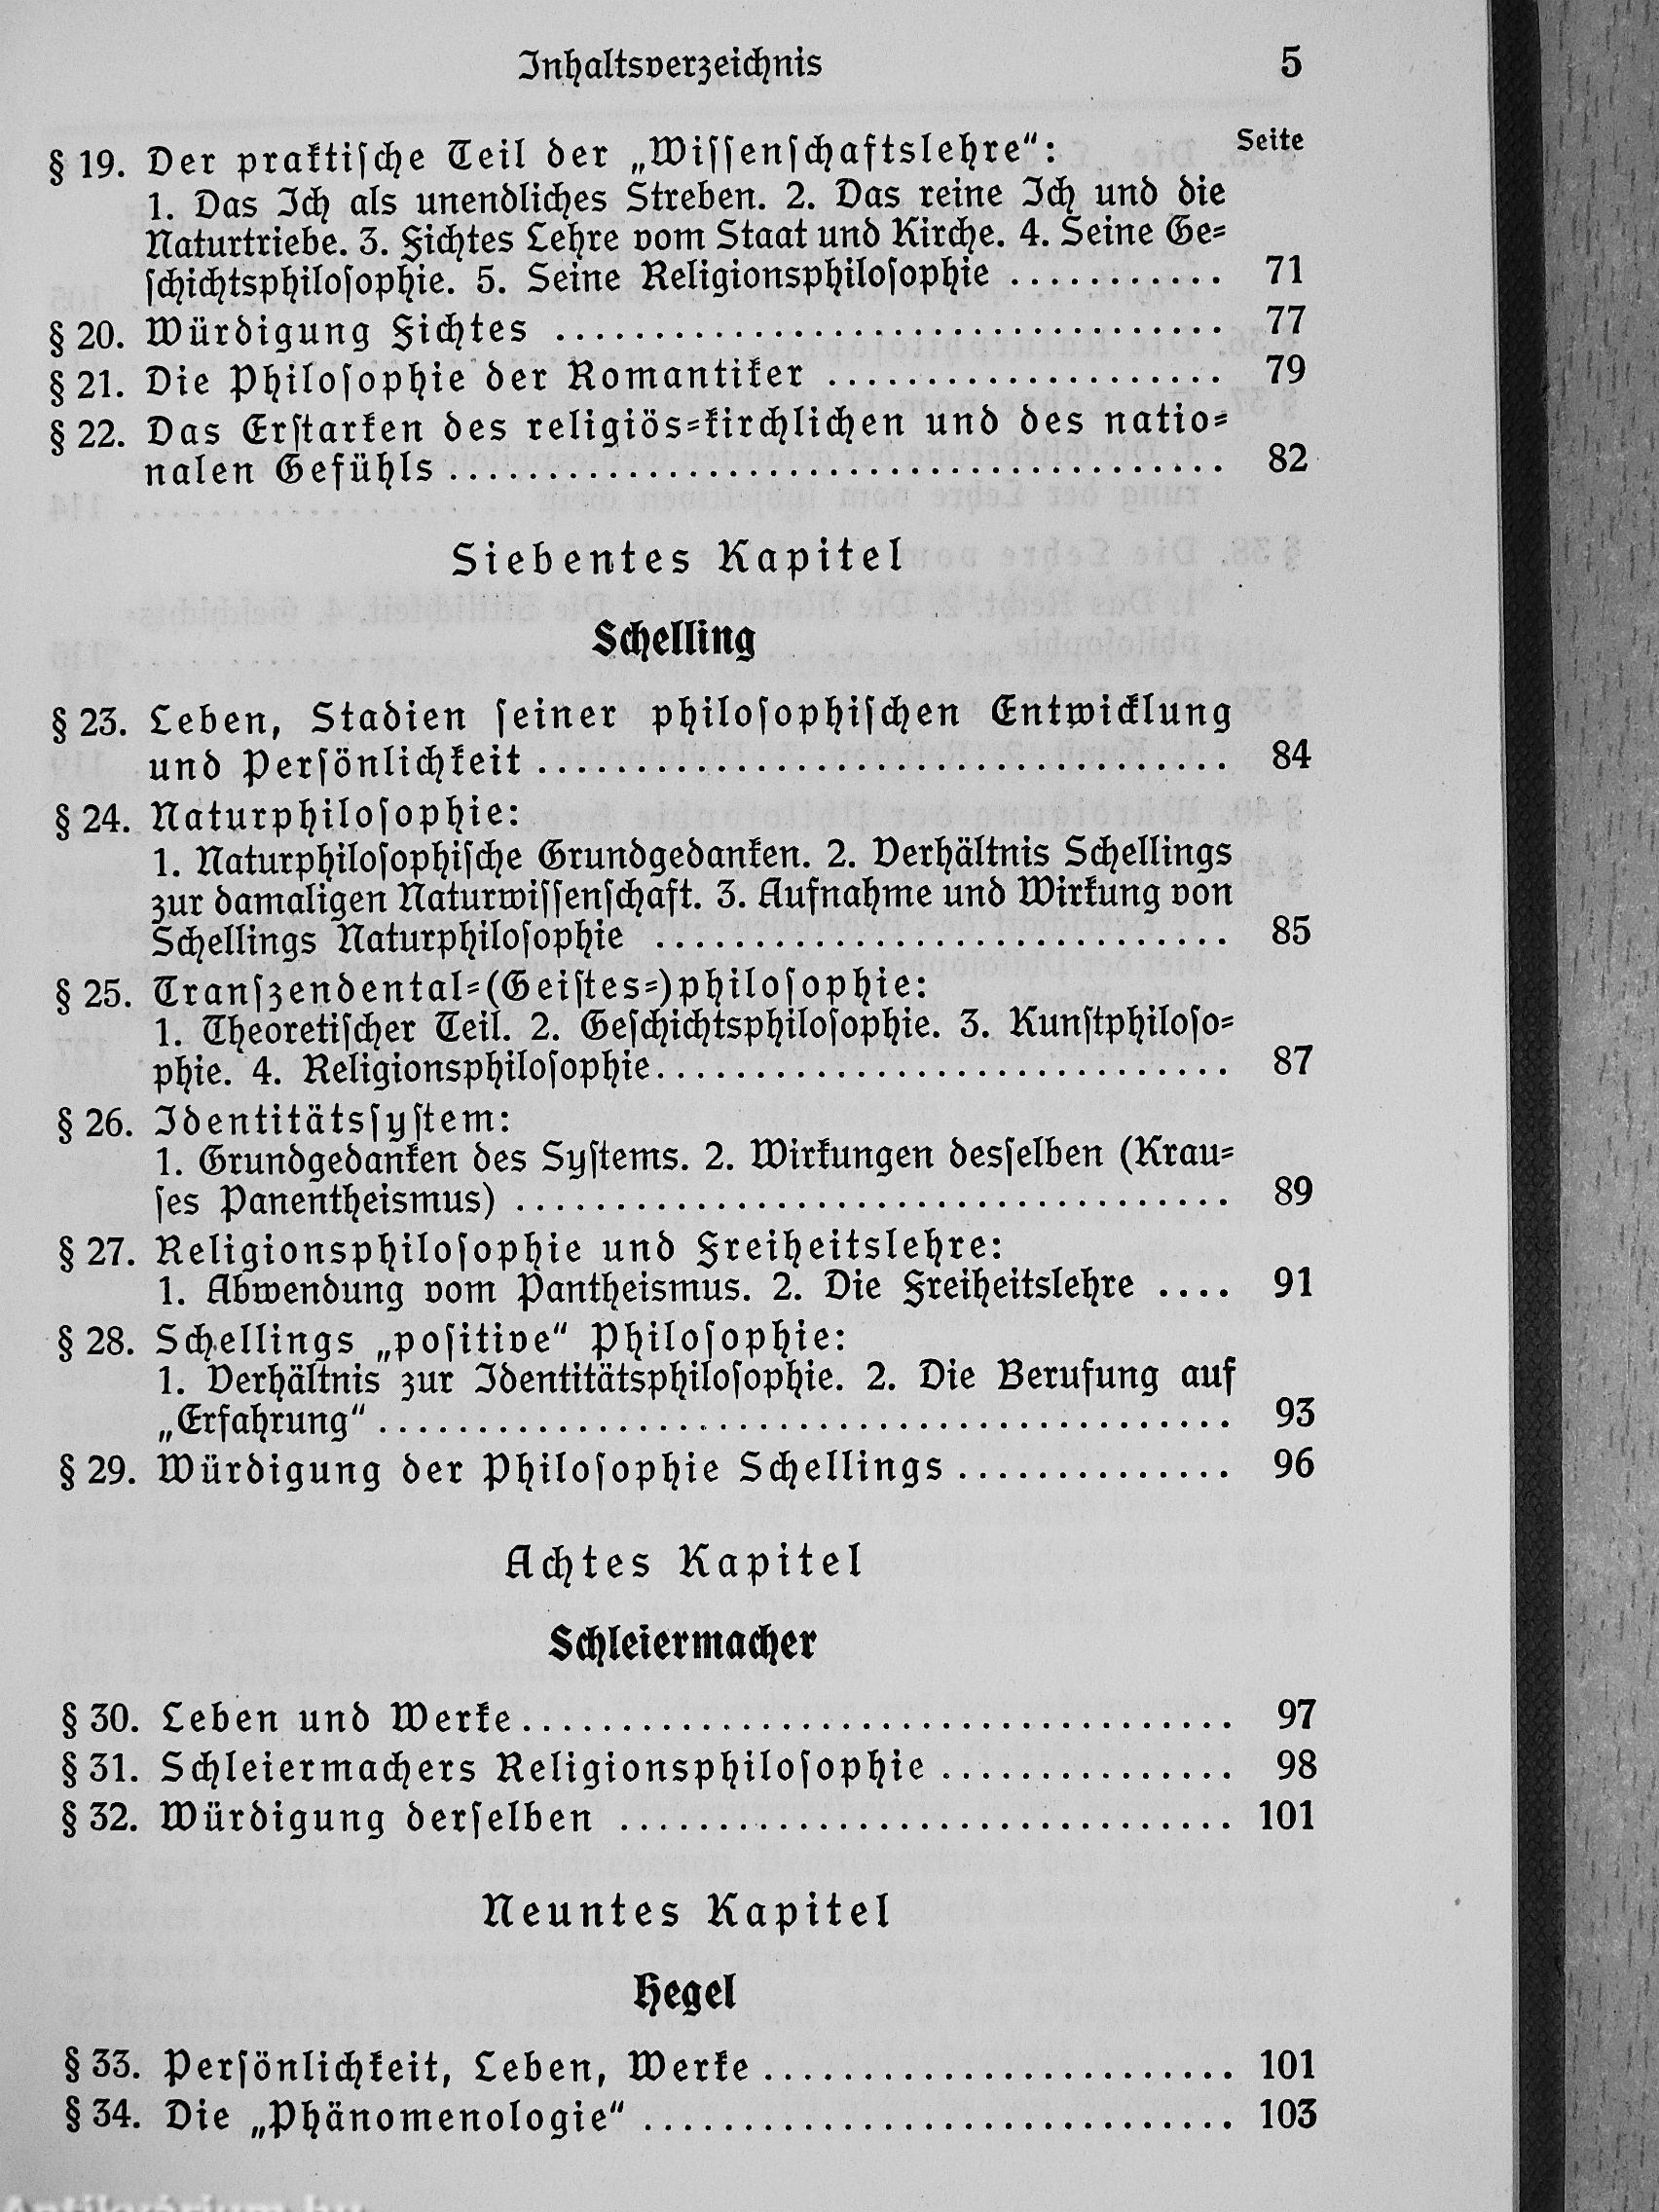 Inhaltsverzeichnis 5
Seite
§ 19. Der praktiſche Teil der „Wiſſenſchaftslehre“:
1. Das Ich als unendliches Streben. 2. Das reine Ich und die
Naturtriebe. 3. Fichtes Lehre vom Staat und Kirche. 4. Seine Ge-
ſchichtsphiloſophie. 5. Seine Religionsphiloſophie ........... 71
§ 20. Würdigung Fichtes .................................. 77
§ 21. Die Philoſophie der Romantiker .................... 79
§ 22. Das Erſtarken des religiös-kirchlichen und des natio-
nalen Gefühls ....................................... 82
Siebentes Kapitel
Schelling
§ 23. Leben, Stadien ſeiner philoſophiſchen Entwicklung
und Perſönlichkeit ................................... 84
§ 24. Naturphiloſophie:
1. Naturphiloſophiſche Grundgedanken. 2. Verhältnis Schellings
zur damaligen Naturwiſſenſchaft. 3. Aufnahme und Wirkung von
Schellings Naturphiloſophie ............................. 85
§ 25. Tranſzendental-(Geiſtes-)philoſophie:
1. Theoretiſcher Teil. 2. Geſchichtsphiloſophie. 3. Kunſtphiloſo-
phie. 4. Religionsphiloſophie ............................. 87
§ 26. Identitätsſyſtem:
1. Grundgedanken des Syſtems. 2. Wirkungen desſelben (Krau-
ſes Panentheismus) .................................... 89
§ 27. Religionsphiloſophie und Freiheitslehre:
1. Abwendung vom Pantheismus. 2. Die Freiheitslehre .... 91
§ 28. Schellings „poſitive“ Philoſophie:
1. Verhältnis zur Identitätsphiloſophie. 2. Die Berufung auf
„Erfahrung“ ........................................... 93
§ 29. Würdigung der Philoſophie Schellings .............. 96
Achtes Kapitel
Schleiermacher
§ 30. Leben und Werke .................................... 97
§ 31. Schleiermachers Religionsphiloſophie ............... 98
§ 32. Würdigung derſelben ............................... 101
Neuntes Kapitel
Hegel
§ 33. Perſönlichkeit, Leben, Werke ........................ 101
§ 34. Die „Phänomenologie“ .............................. 103